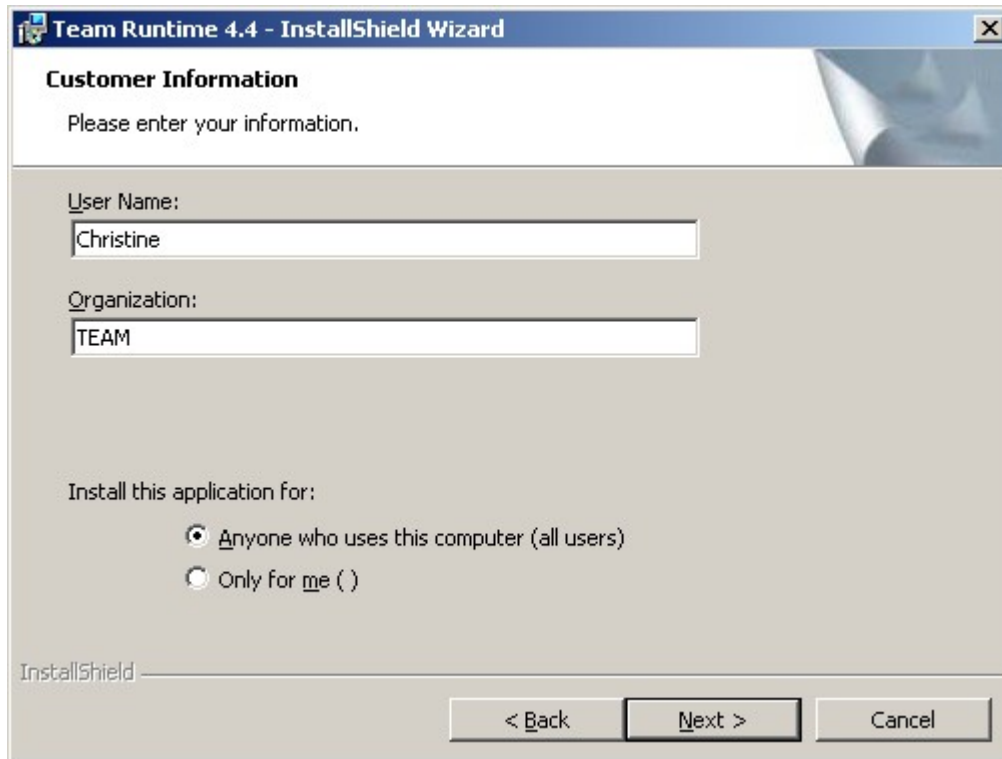 Team Runtime 4.4 - InstallShield Wizard
Customer Information
Please enter your information.
User Name:
Christine
Organization:
TEAM
Install this application for:
Anyone who uses this computer (all users)
Only for me ( )
InstallShield
< Back
Next >
Cancel